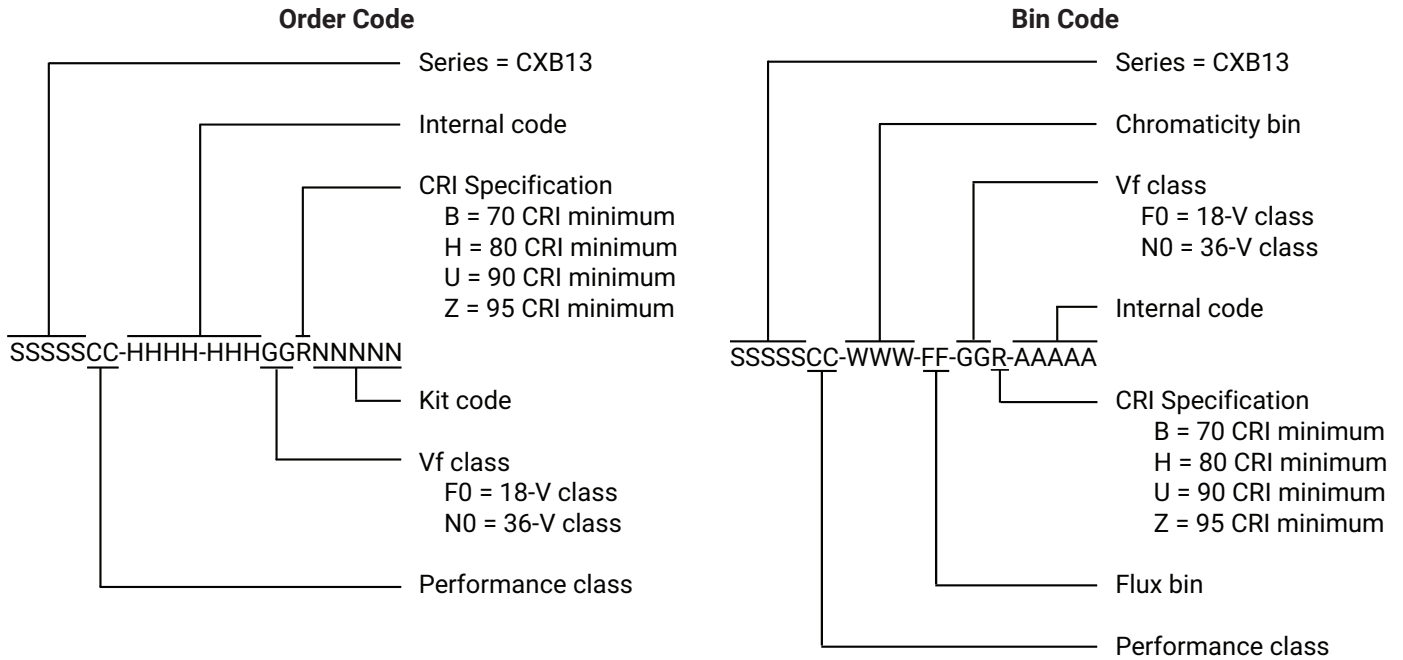 Order Code
Series = CXB13
Internal code
CRI Specification
B = 70 CRI minimum
H = 80 CRI minimum
U = 90 CRI minimum
Z = 95 CRI minimum
SSSSSCC-HHHH-HHHGGRNNNNN
Kit code
Vf class
F0 = 18-V class
N0 = 36-V class
Performance class
Bin Code
Series = CXB13
Chromaticity bin
Vf class
F0 = 18-V class
N0 = 36-V class
Internal code
SSSSSCC-WWW-FF-GGR-AAAAA
CRI Specification
B = 70 CRI minimum
H = 80 CRI minimum
U = 90 CRI minimum
Z = 95 CRI minimum
Flux bin
Performance class